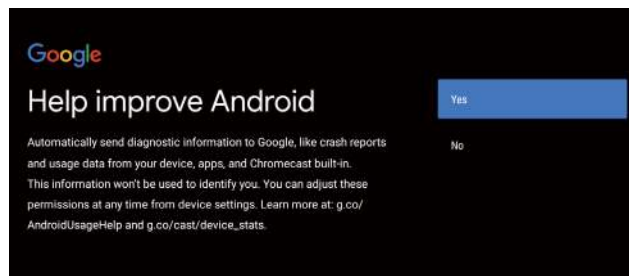 Google
Help improve Android
Automatically send diagnostic information to Google, like crash reports
and usage data from your device, apps, and Chromecast built-in.
This information won't be used to identify you. You can adjust these
permissions at any time from device settings. Learn more at: g.co/
AndroidUsageHelp and g.co/cast/device_stats.
Yes
No